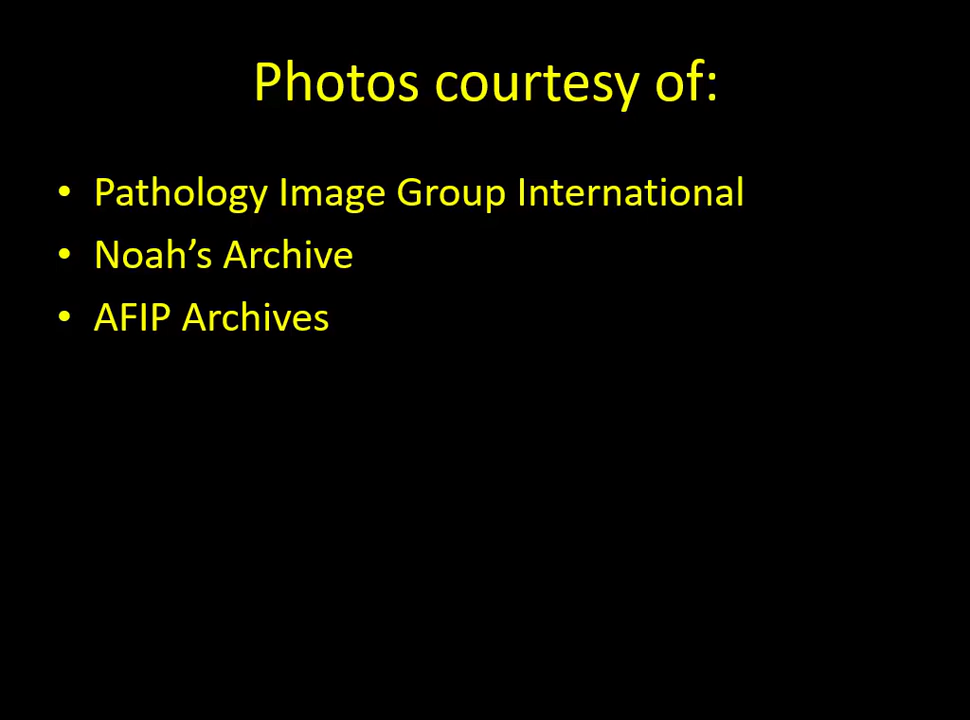 Photos courtesy of:
• Pathology Image Group International
• Noah’s Archive
• AFIP Archives